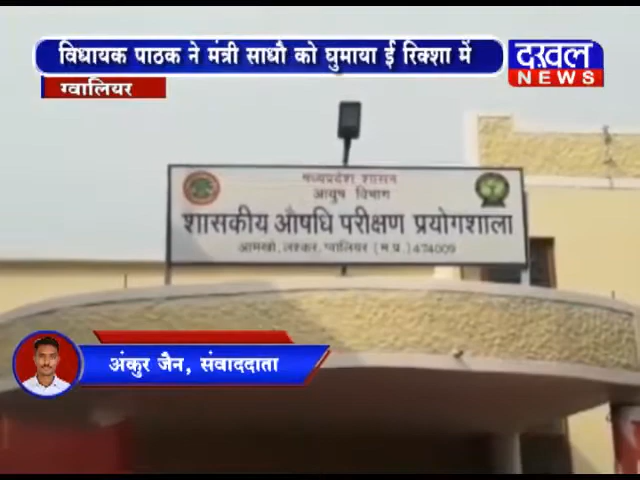 विधायक पाठक ने मंत्री साधौ को घुमाया ई रिक्शा में
दखल
NEWS
ग्वालियर
मध्यप्रदेश शासन
आयुष विभाग
शासकीय औषधि परीक्षण प्रयोगशाला
आमखो, लश्कर, ग्वालियर (म.प्र.) 474009
अंकुर जैन, संवाददाता